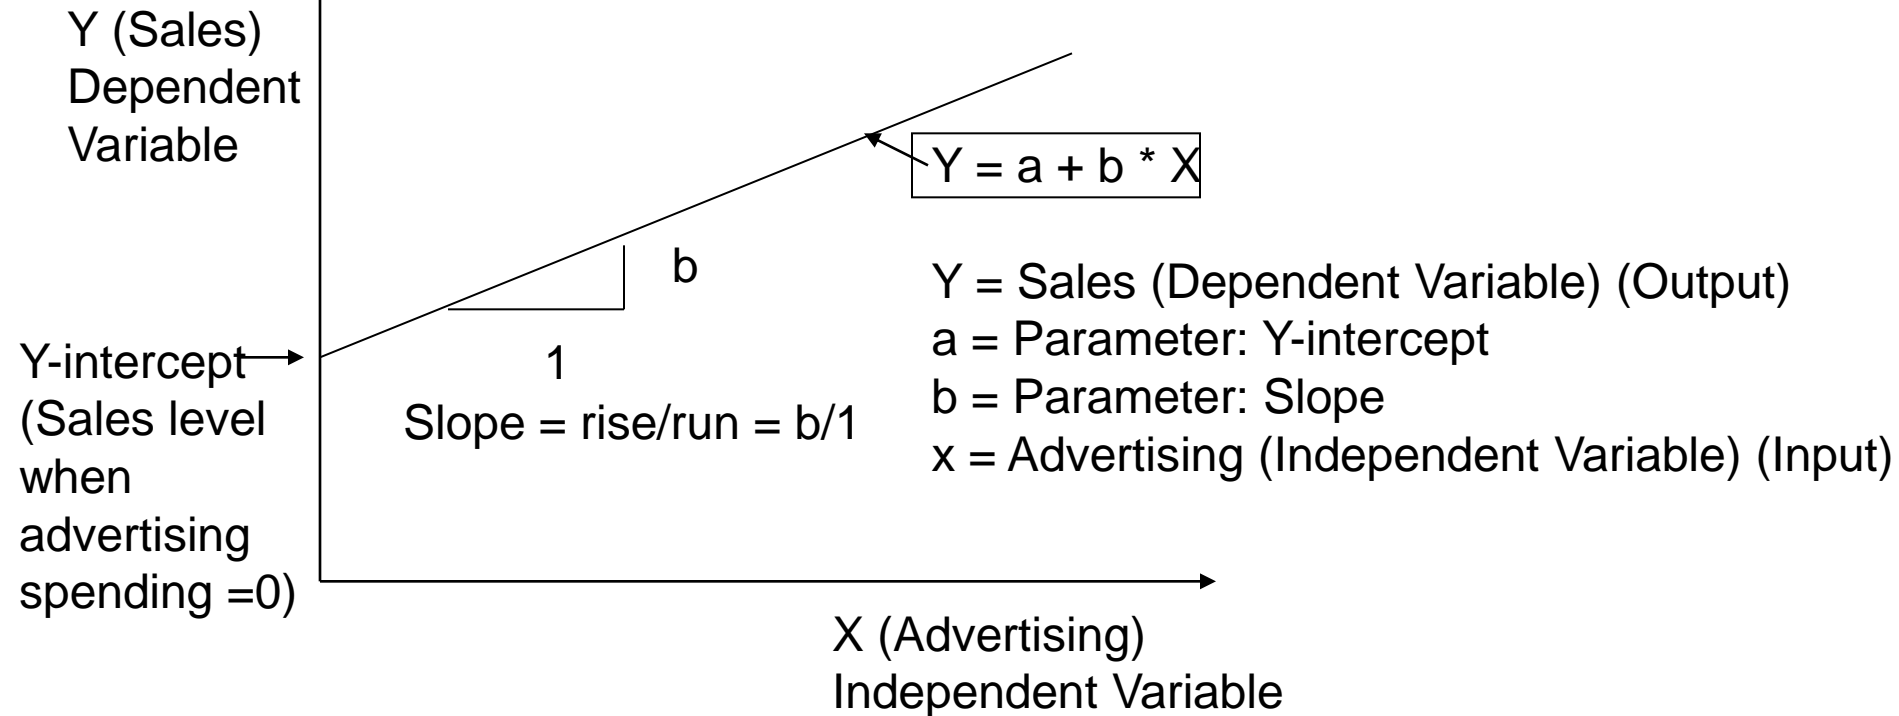 Y (Sales)
Dependent
Variable
Y = a + b * X
b
Y = Sales (Dependent Variable) (Output)
a = Parameter: Y-intercept
b = Parameter: Slope
x = Advertising (Independent Variable) (Input)
Y-intercept
(Sales level
when
advertising
spending =0)
1
Slope = rise/run = b/1
X (Advertising)
Independent Variable